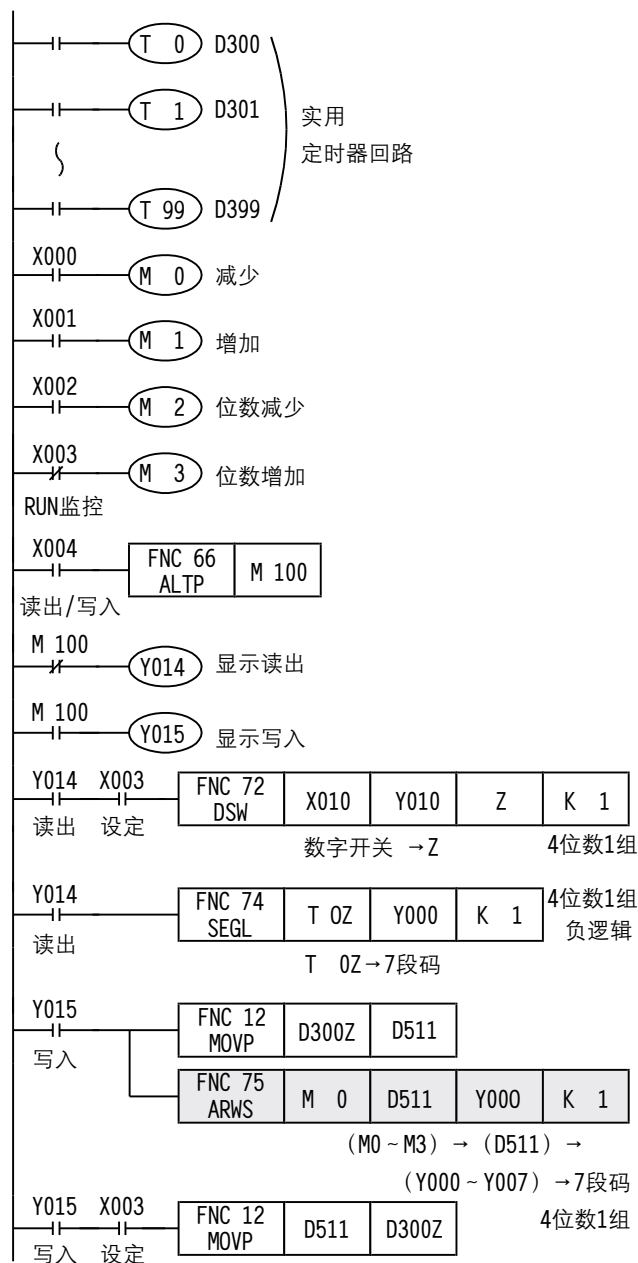 T 0 D300
T 1 D301
实用
定时器回路
T 99 D399
X000
M 0 减少
X001
M 1 增加
X002
M 2 位数减少
X003
M 3 位数增加
RUN监控
X004
FNC 66
ALTP
M 100
读出/写入
M 100
Y014 显示读出
M 100
Y015 显示写入
Y014 X003
FNC 72
DSW
X010 Y010 Z K 1
读出 设定
数字开关 →Z 4位数1组
Y014
FNC 74
SEGL
T 0Z Y000 K 1
4位数1组
负逻辑
读出
T 0Z→7段码
Y015
FNC 12
MOVP
D300Z D511
写入
FNC 75
ARWS
M 0 D511 Y000 K 1
(M0~M3) → (D511) →
(Y000~Y007) →7段码
4位数1组
Y015 X003
FNC 12
MOVP
D511 D300Z
写入 设定